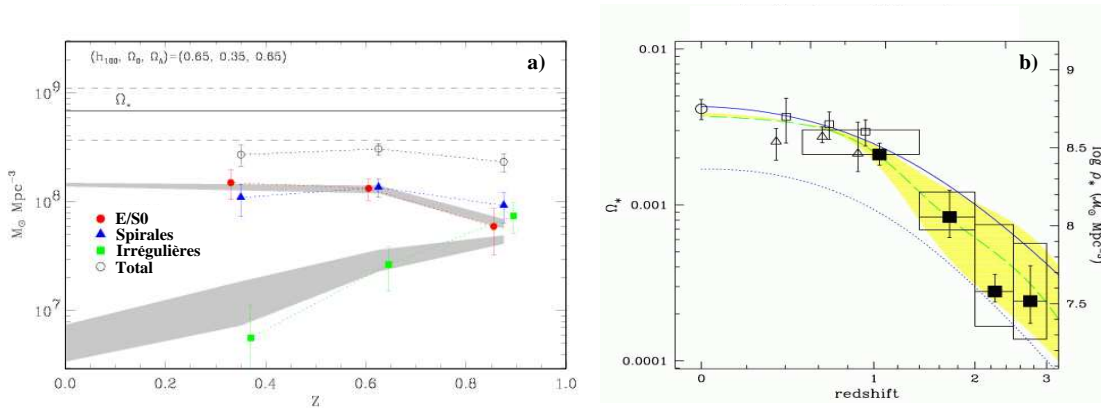 (h₁₀₀, Ω₀, Ω_Λ)=(0.65, 0.35, 0.65)
a)
10⁹
Ω*
10⁸
10⁷
M⊙ Mpc⁻³
E/S0
Spirales
Irrégulières
Total
0.0 0.2 0.4 0.6 0.8 1.0
Z
b)
0.01
0.001
0.0001
Ω*
9
8.5
8
7.5
log ρ* (M⊙ Mpc⁻³)
0 1 2 3
redshift